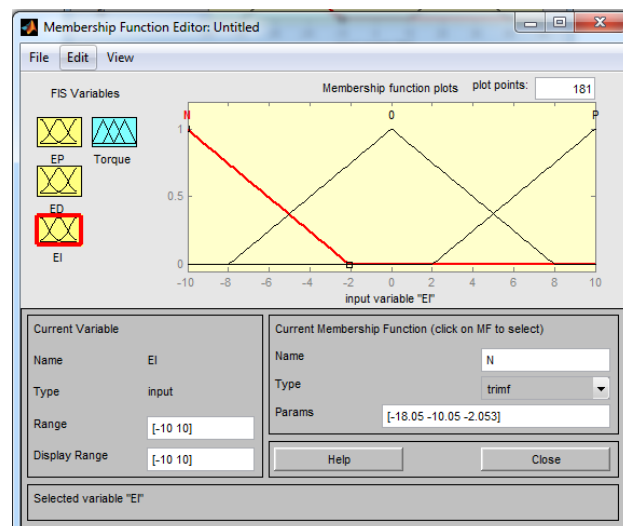 Membership Function Editor: Untitled
File Edit View
FIS Variables
EP
Torque
ED
EI
Membership function plots plot points: 181
N O P
1
0.5
0
-10 -8 -6 -4 -2 0 2 4 6 8 10
input variable "EI"
Current Variable
Name EI
Type input
Range [-10 10]
Display Range [-10 10]
Current Membership Function (click on MF to select)
Name N
Type trimf
Params [-18.05 -10.05 -2.053]
Help Close
Selected variable "EI"